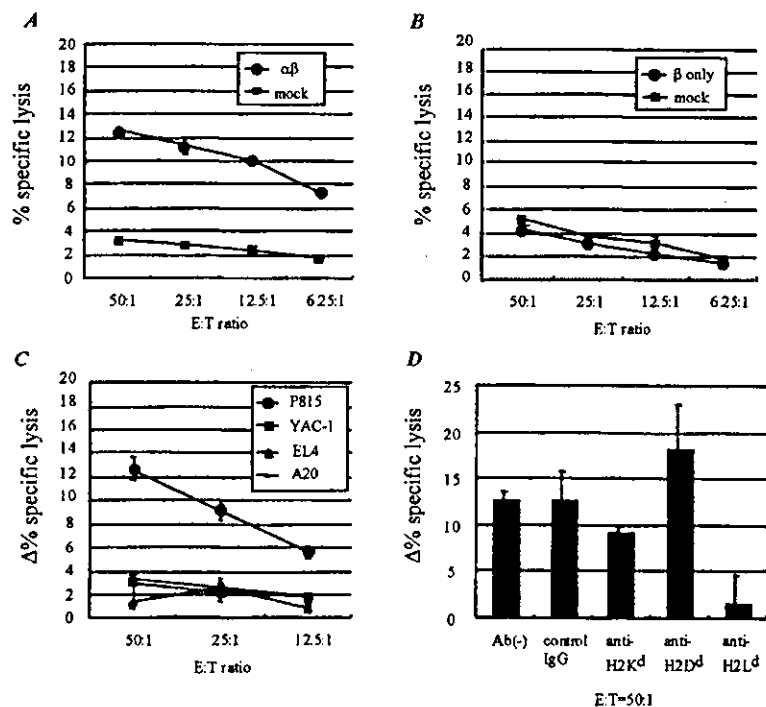 A
20
18
16
14
12
10
8
6
4
2
0
% specific lysis
αβ
mock
50:1
25:1
12.5:1
6.25:1
E:T ratio
B
20
18
16
14
12
10
8
6
4
2
0
% specific lysis
β only
mock
50:1
25:1
12.5:1
6.25:1
E:T ratio
C
20
18
16
14
12
10
8
6
4
2
0
Δ% specific lysis
P815
YAC-1
EL4
A20
50:1
25:1
12.5:1
E:T ratio
D
25
20
15
10
5
0
Δ% specific lysis
Ab(-)
control
IgG
anti-
H2Kd
anti-
H2Dd
anti-
H2Ld
E:T=50:1